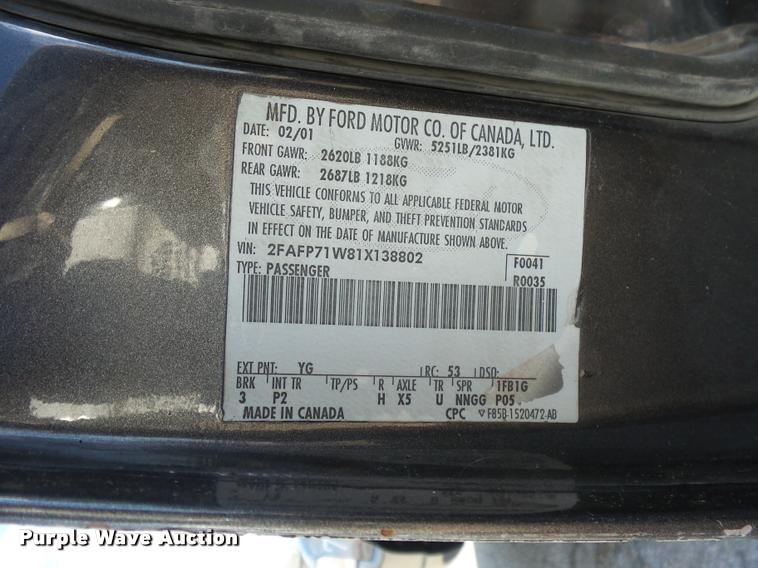 MFD. BY FORD MOTOR CO. OF CANADA, LTD.
DATE: 02/01 GVWR: 5251LB/2381KG
FRONT GAWR: 2620LB 1188KG
REAR GAWR: 2687LB 1218KG
THIS VEHICLE CONFORMS TO ALL APPLICABLE FEDERAL MOTOR
VEHICLE SAFETY, BUMPER, AND THEFT PREVENTION STANDARDS
IN EFFECT ON THE DATE OF MANUFACTURE SHOWN ABOVE.
VIN: 2FAFP71W81X138802 F0041
TYPE: PASSENGER R0035
EXT PNT: YG RC: 53 DSO:
BRK INT TR TP/PS R AXLE TR SPR 1FB1G
3 P2 H X5 U NNGG P05
MADE IN CANADA CPC ▽ F85B-1520472-AB
Purple Wave Auction